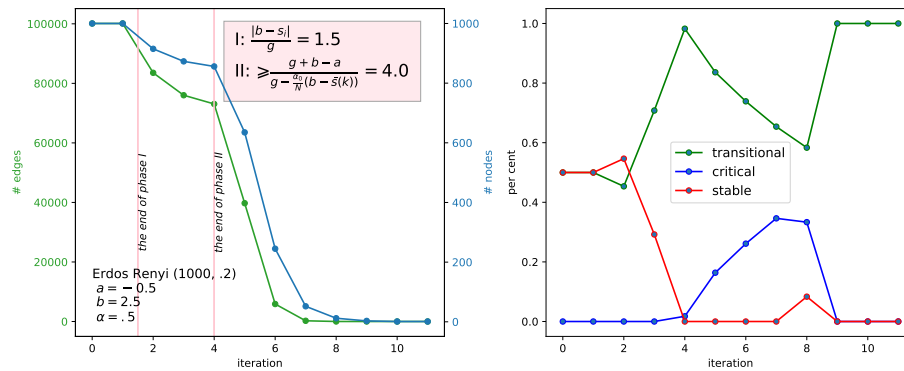 100000
80000
60000
40000
20000
0
# edges
I: |b−s_i|/g = 1.5
II: ⩾ g+b−a / g−α₀/N(b−s̄(k)) = 4.0
the end of phase I
the end of phase II
Erdos Renyi (1000, .2)
a = −0.5
b = 2.5
α = .5
0 2 4 6 8 10
iteration
1000
800
600
400
200
0
# nodes
1.0
0.8
0.6
0.4
0.2
0.0
per cent
transitional
critical
stable
0 2 4 6 8 10
iteration